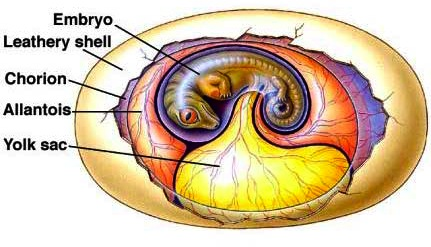 Embryo
Leathery shell
Chorion
Allantois
Yolk sac